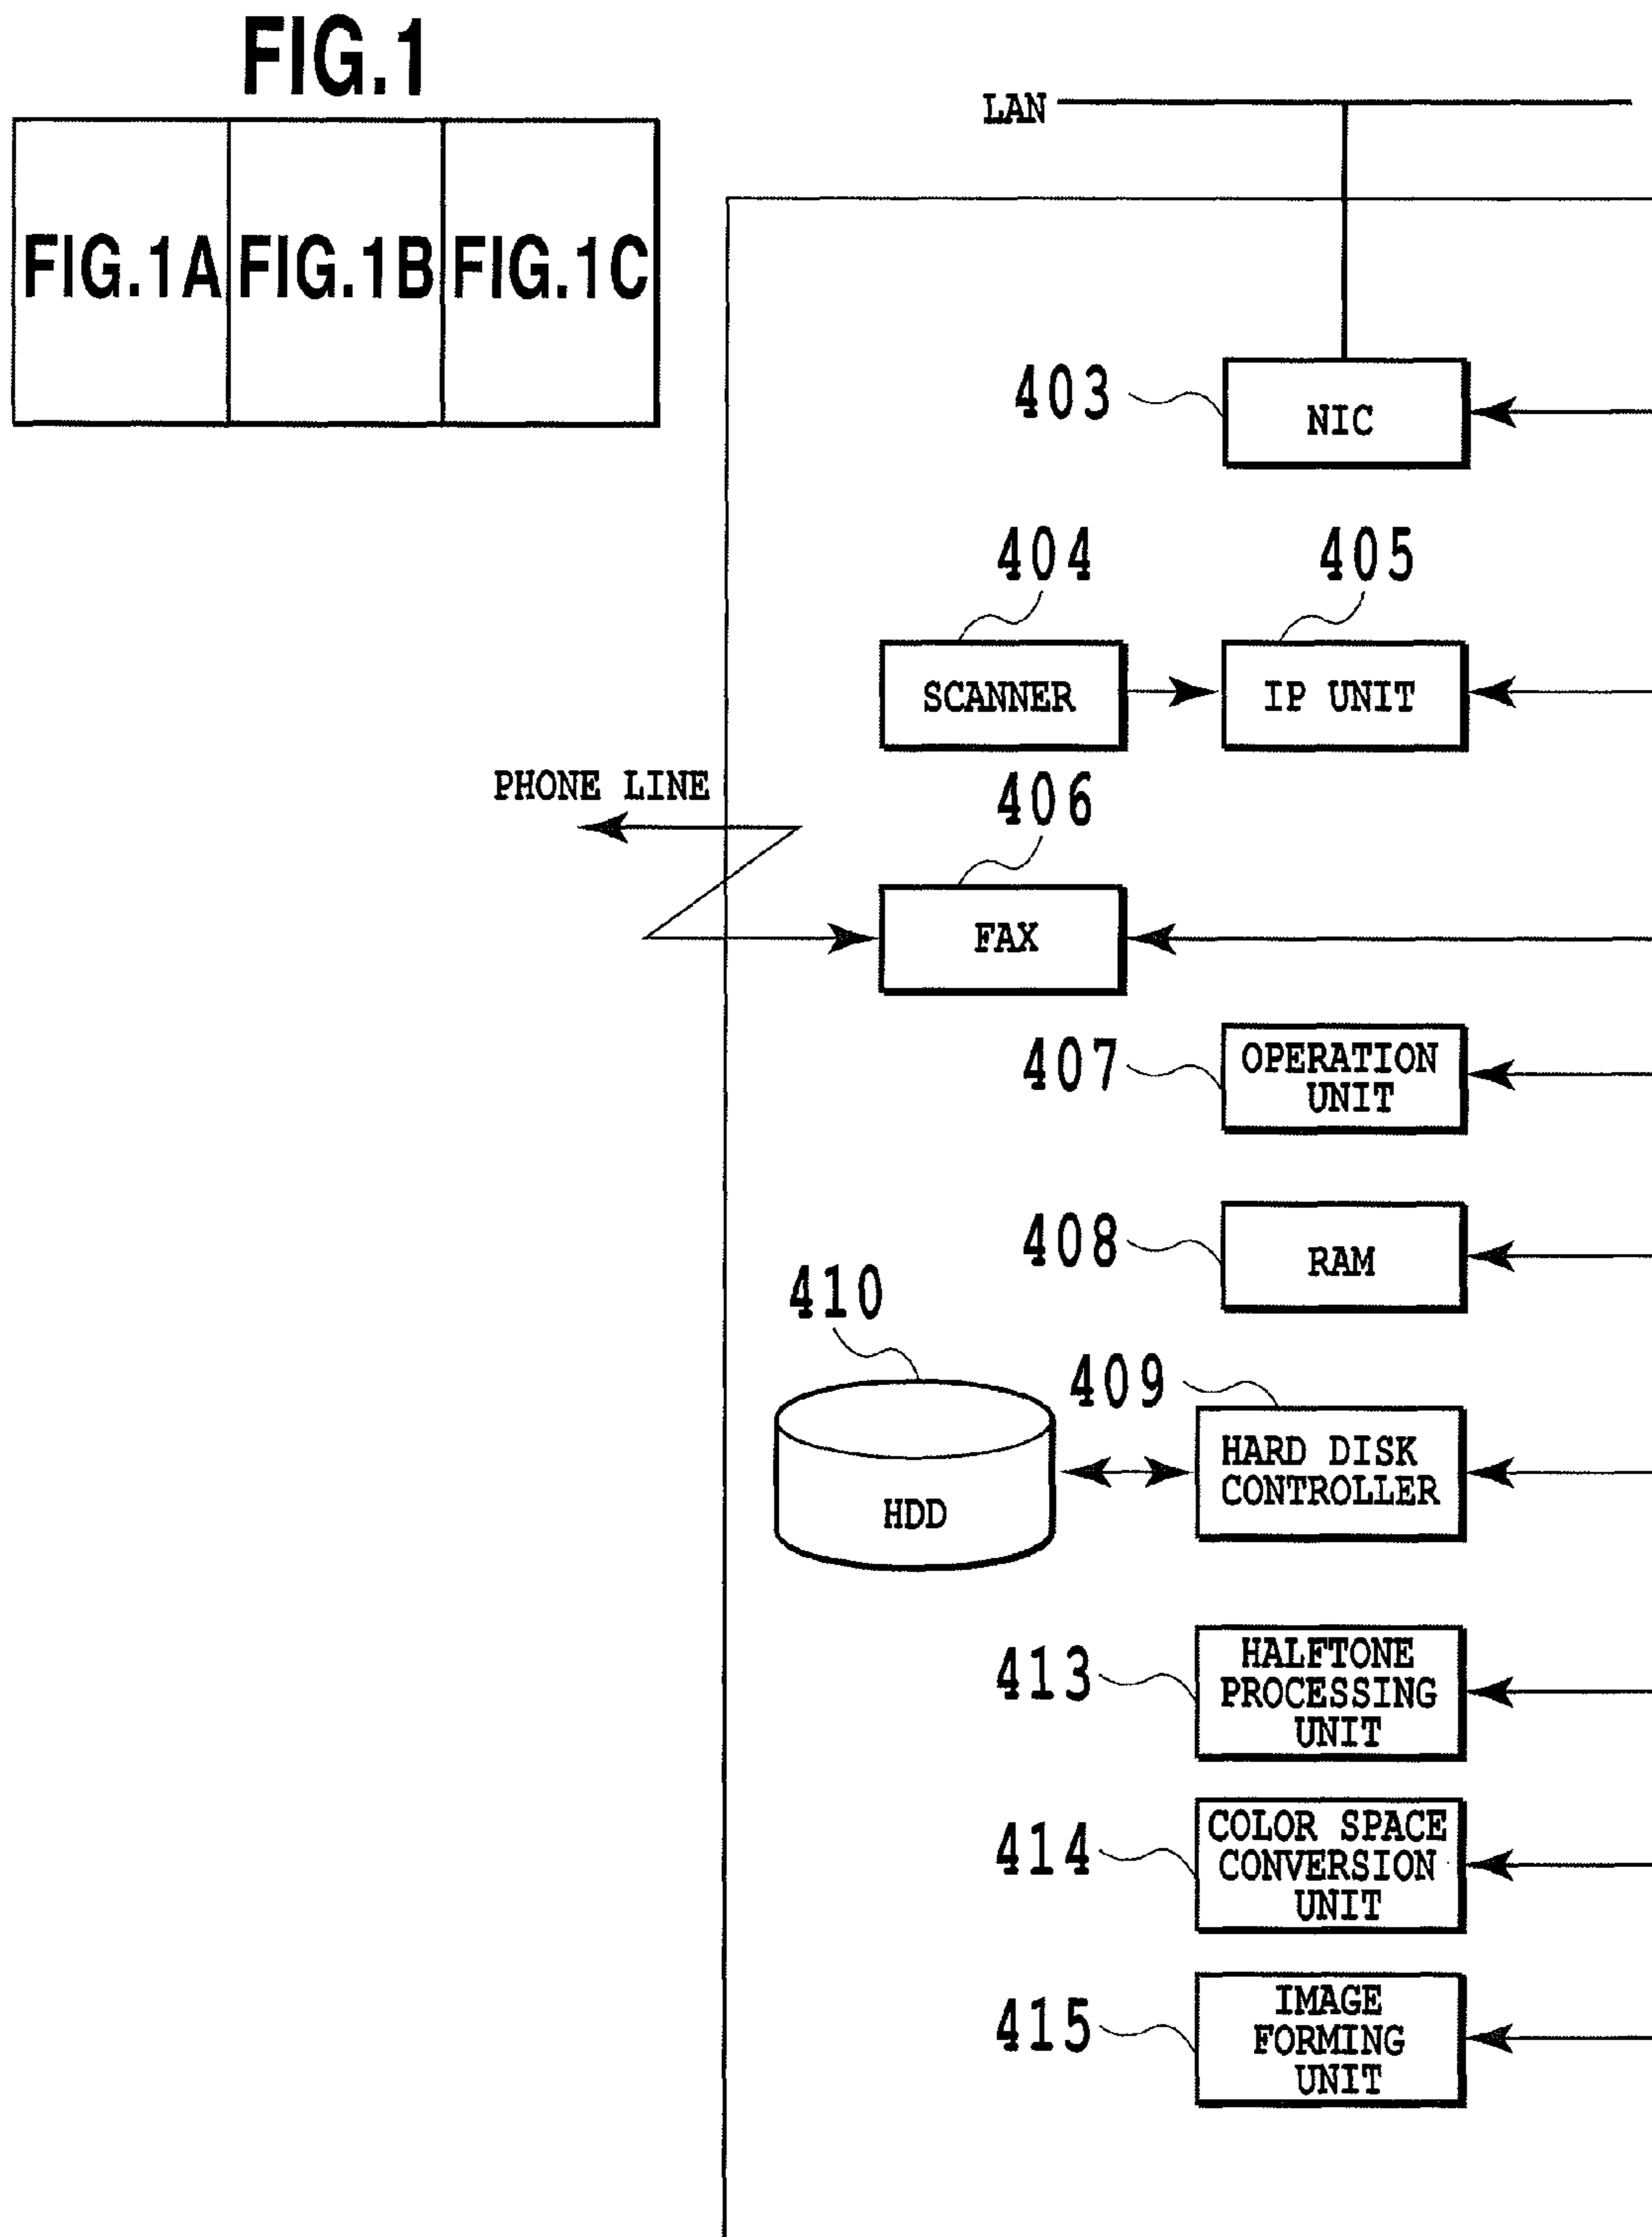 FIG.1
FIG.1A FIG.1B FIG.1C
LAN
403
NIC
404
405
SCANNER
IP UNIT
PHONE LINE
406
FAX
407
OPERATION
UNIT
408
RAM
410
409
HDD
HARD DISK
CONTROLLER
413
HALFTONE
PROCESSING
UNIT
414
COLOR SPACE
CONVERSION
UNIT
415
IMAGE
FORMING
UNIT